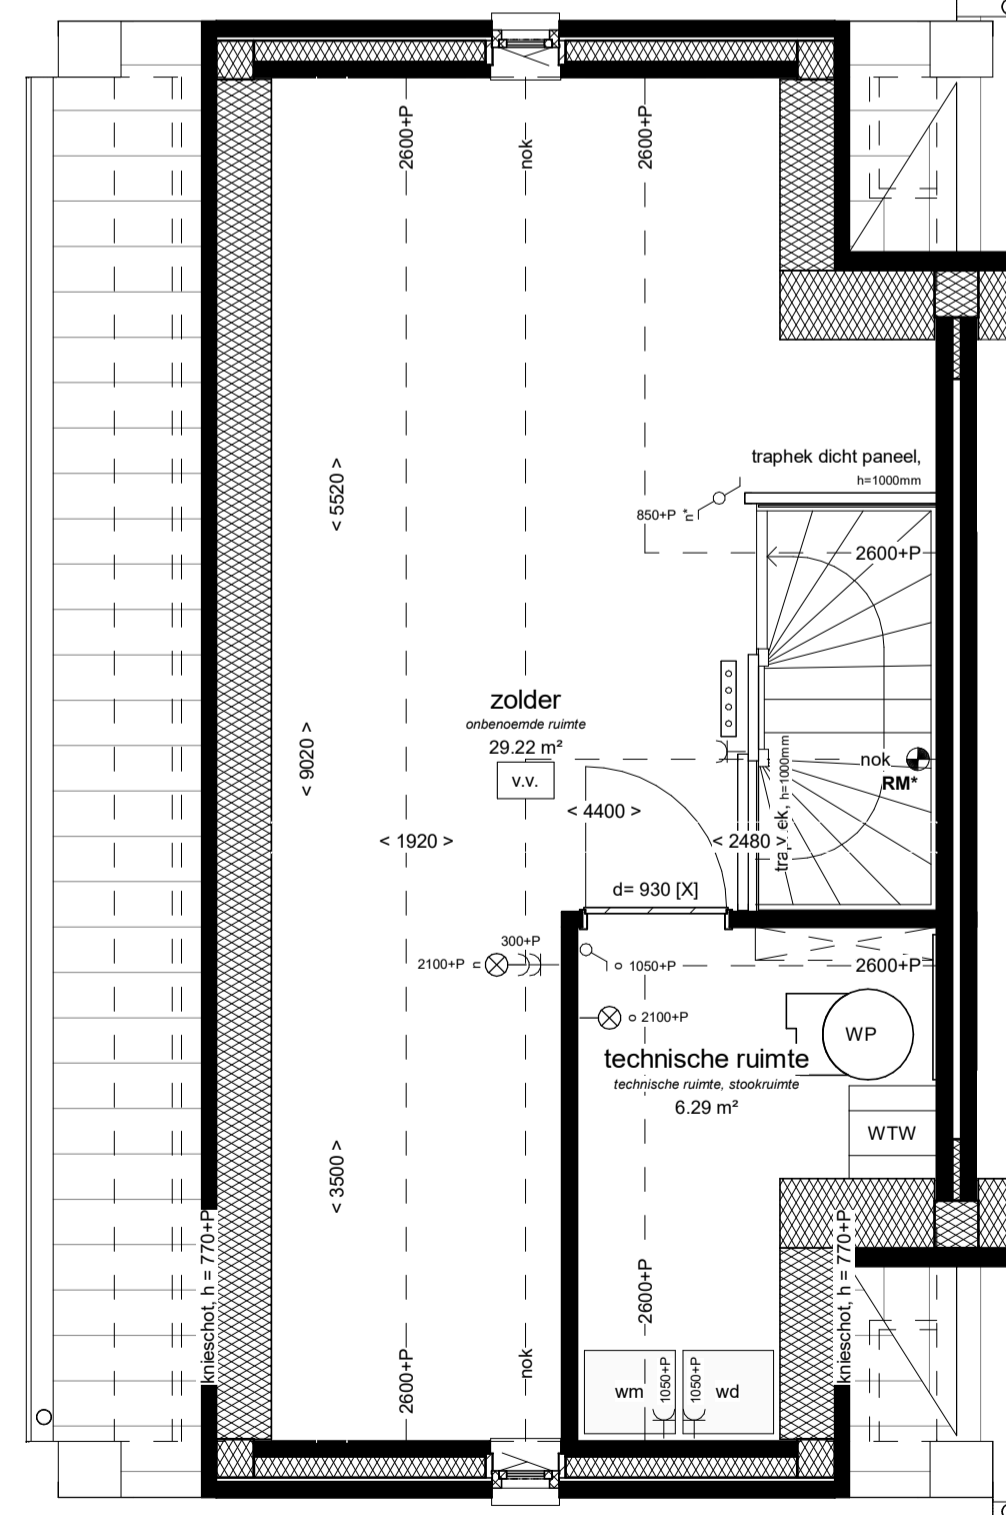 2600+P
nok
2600+P
traphek dicht paneel,
h=1000mm
< 5520 >
850+P
n*
2600+P
zolder
onbenoemde ruimte
29.22 m²
v.v.
nok
RM*
h=1000mm
< 9020 >
< 4400 >
< 1920 >
< 2480
d= 930 [X]
300+P
2100+P n
1050+P
2600+P
2100+P
WP
technische ruimte
technische ruimte, stookruimte
6.29 m²
WTW
< 3500 >
knieschot, h = 770+P
knieschot, h = 770+P
2600+P
2600+P
nok
wm
1050+P
1050+P
wd